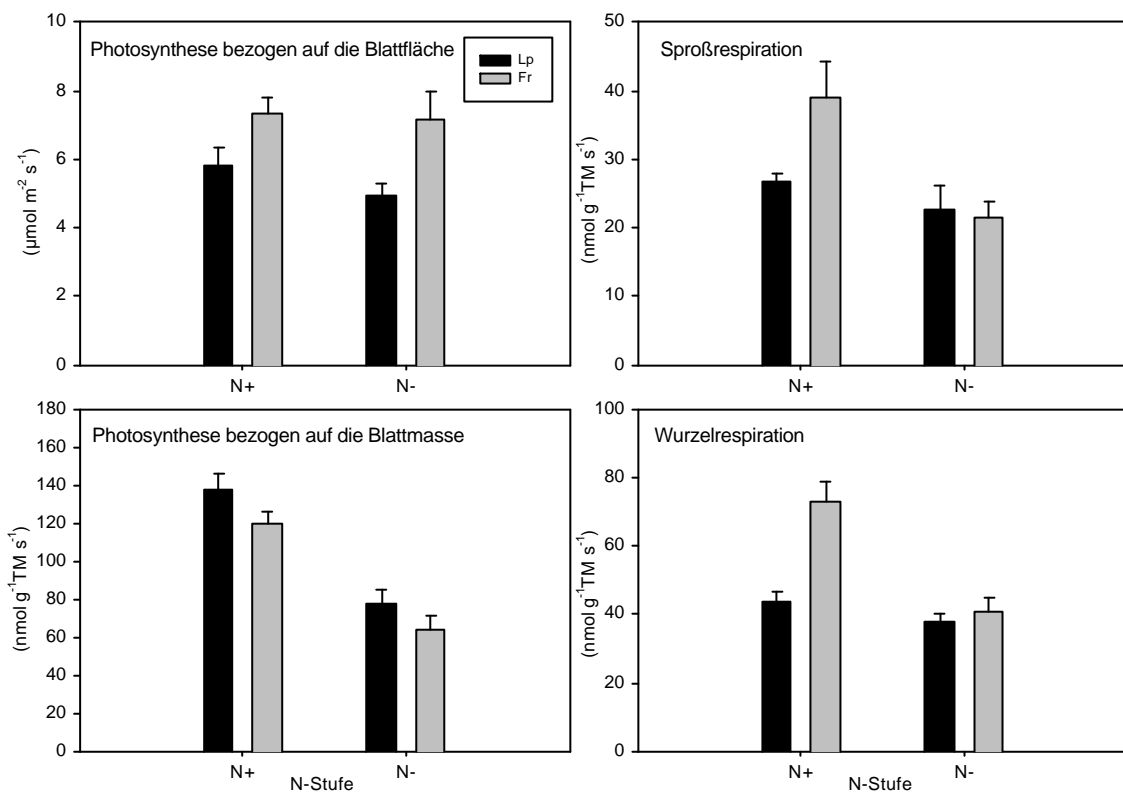 Photosynthese bezogen auf die Blattfläche
Lp
Fr
(µmol m⁻² s⁻¹)
10
8
6
4
2
0
N+ N-
Sproßrespiration
(nmol g⁻¹TM s⁻¹)
50
40
30
20
10
0
N+ N-
Photosynthese bezogen auf die Blattmasse
(nmol g⁻¹TM s⁻¹)
180
160
140
120
100
80
60
40
20
0
N+ N-
N-Stufe
Wurzelrespiration
(nmol g⁻¹TM s⁻¹)
100
80
60
40
20
0
N+ N-
N-Stufe